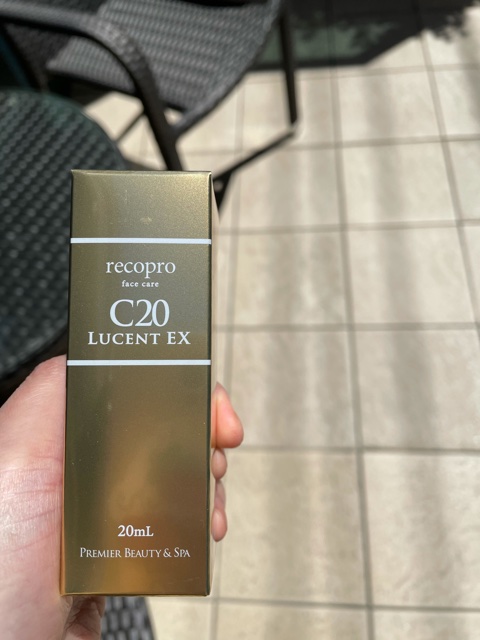 recopro
face care
C20
LUCENT EX
20mL
PREMIER BEAUTY & SPA